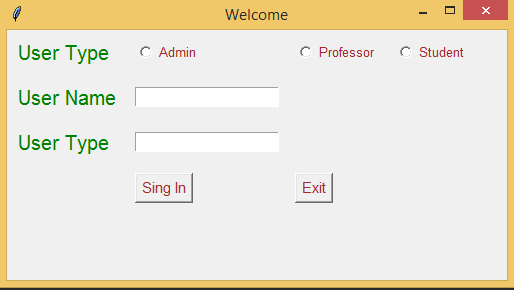 Welcome
User Type Admin Professor Student
User Name
User Type
Sing In Exit